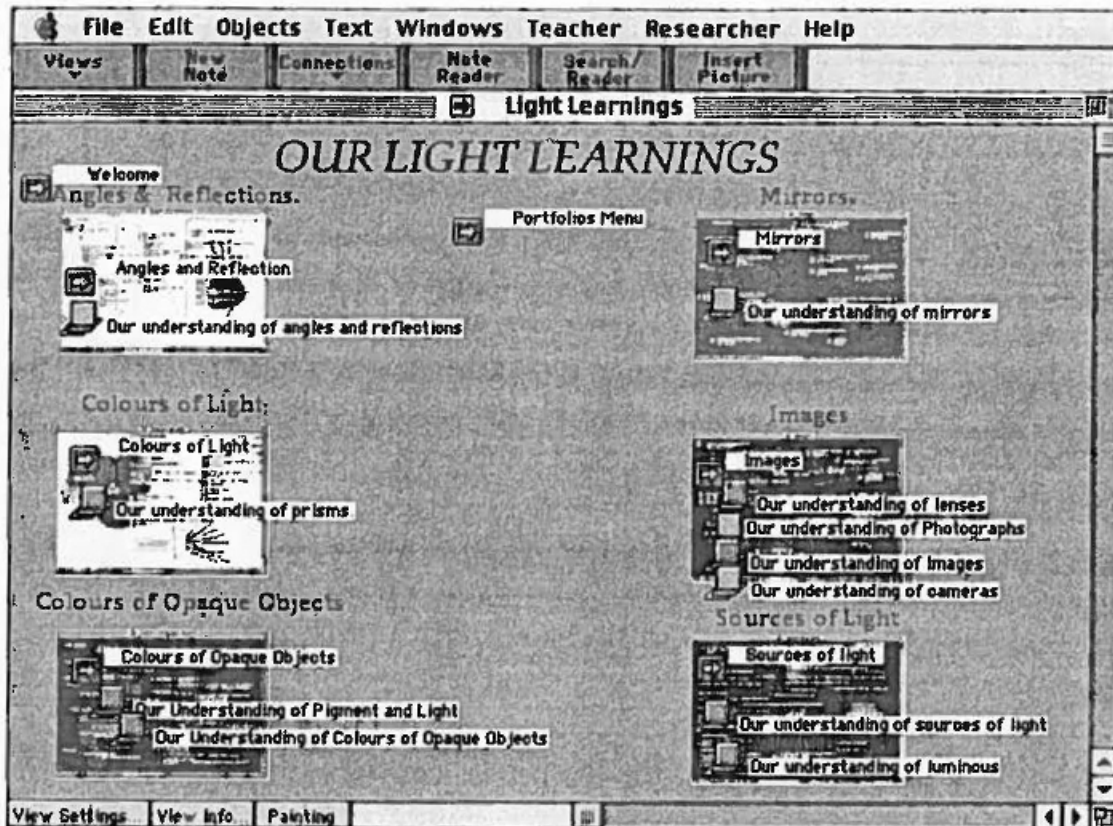 File Edit Objects Text Windows Teacher Researcher Help
Views
New Note
Connections
Note Reader
Search/ Reader
Insert Picture
Light Learnings
OUR LIGHT LEARNINGS
Welcome
Angles & Reflections.
Angles and Reflection
Our understanding of angles and reflections
Portfolios Menu
Mirrors.
Mirrors
Our understanding of mirrors
Colours of Light
Colours of Light
Our understanding of prisms
Images
Images
Our understanding of lenses
Our understanding of Photographs
Our understanding of Images
Our understanding of cameras
Colours of Opaque Objects
Colours of Opaque Objects
Our Understanding of Pigment and Light
Our Understanding of Colours of Opaque Objects
Sources of Light
Sources of light
Our understanding of sources of light
Our understanding of luminous
View Settings... View Info... Painting